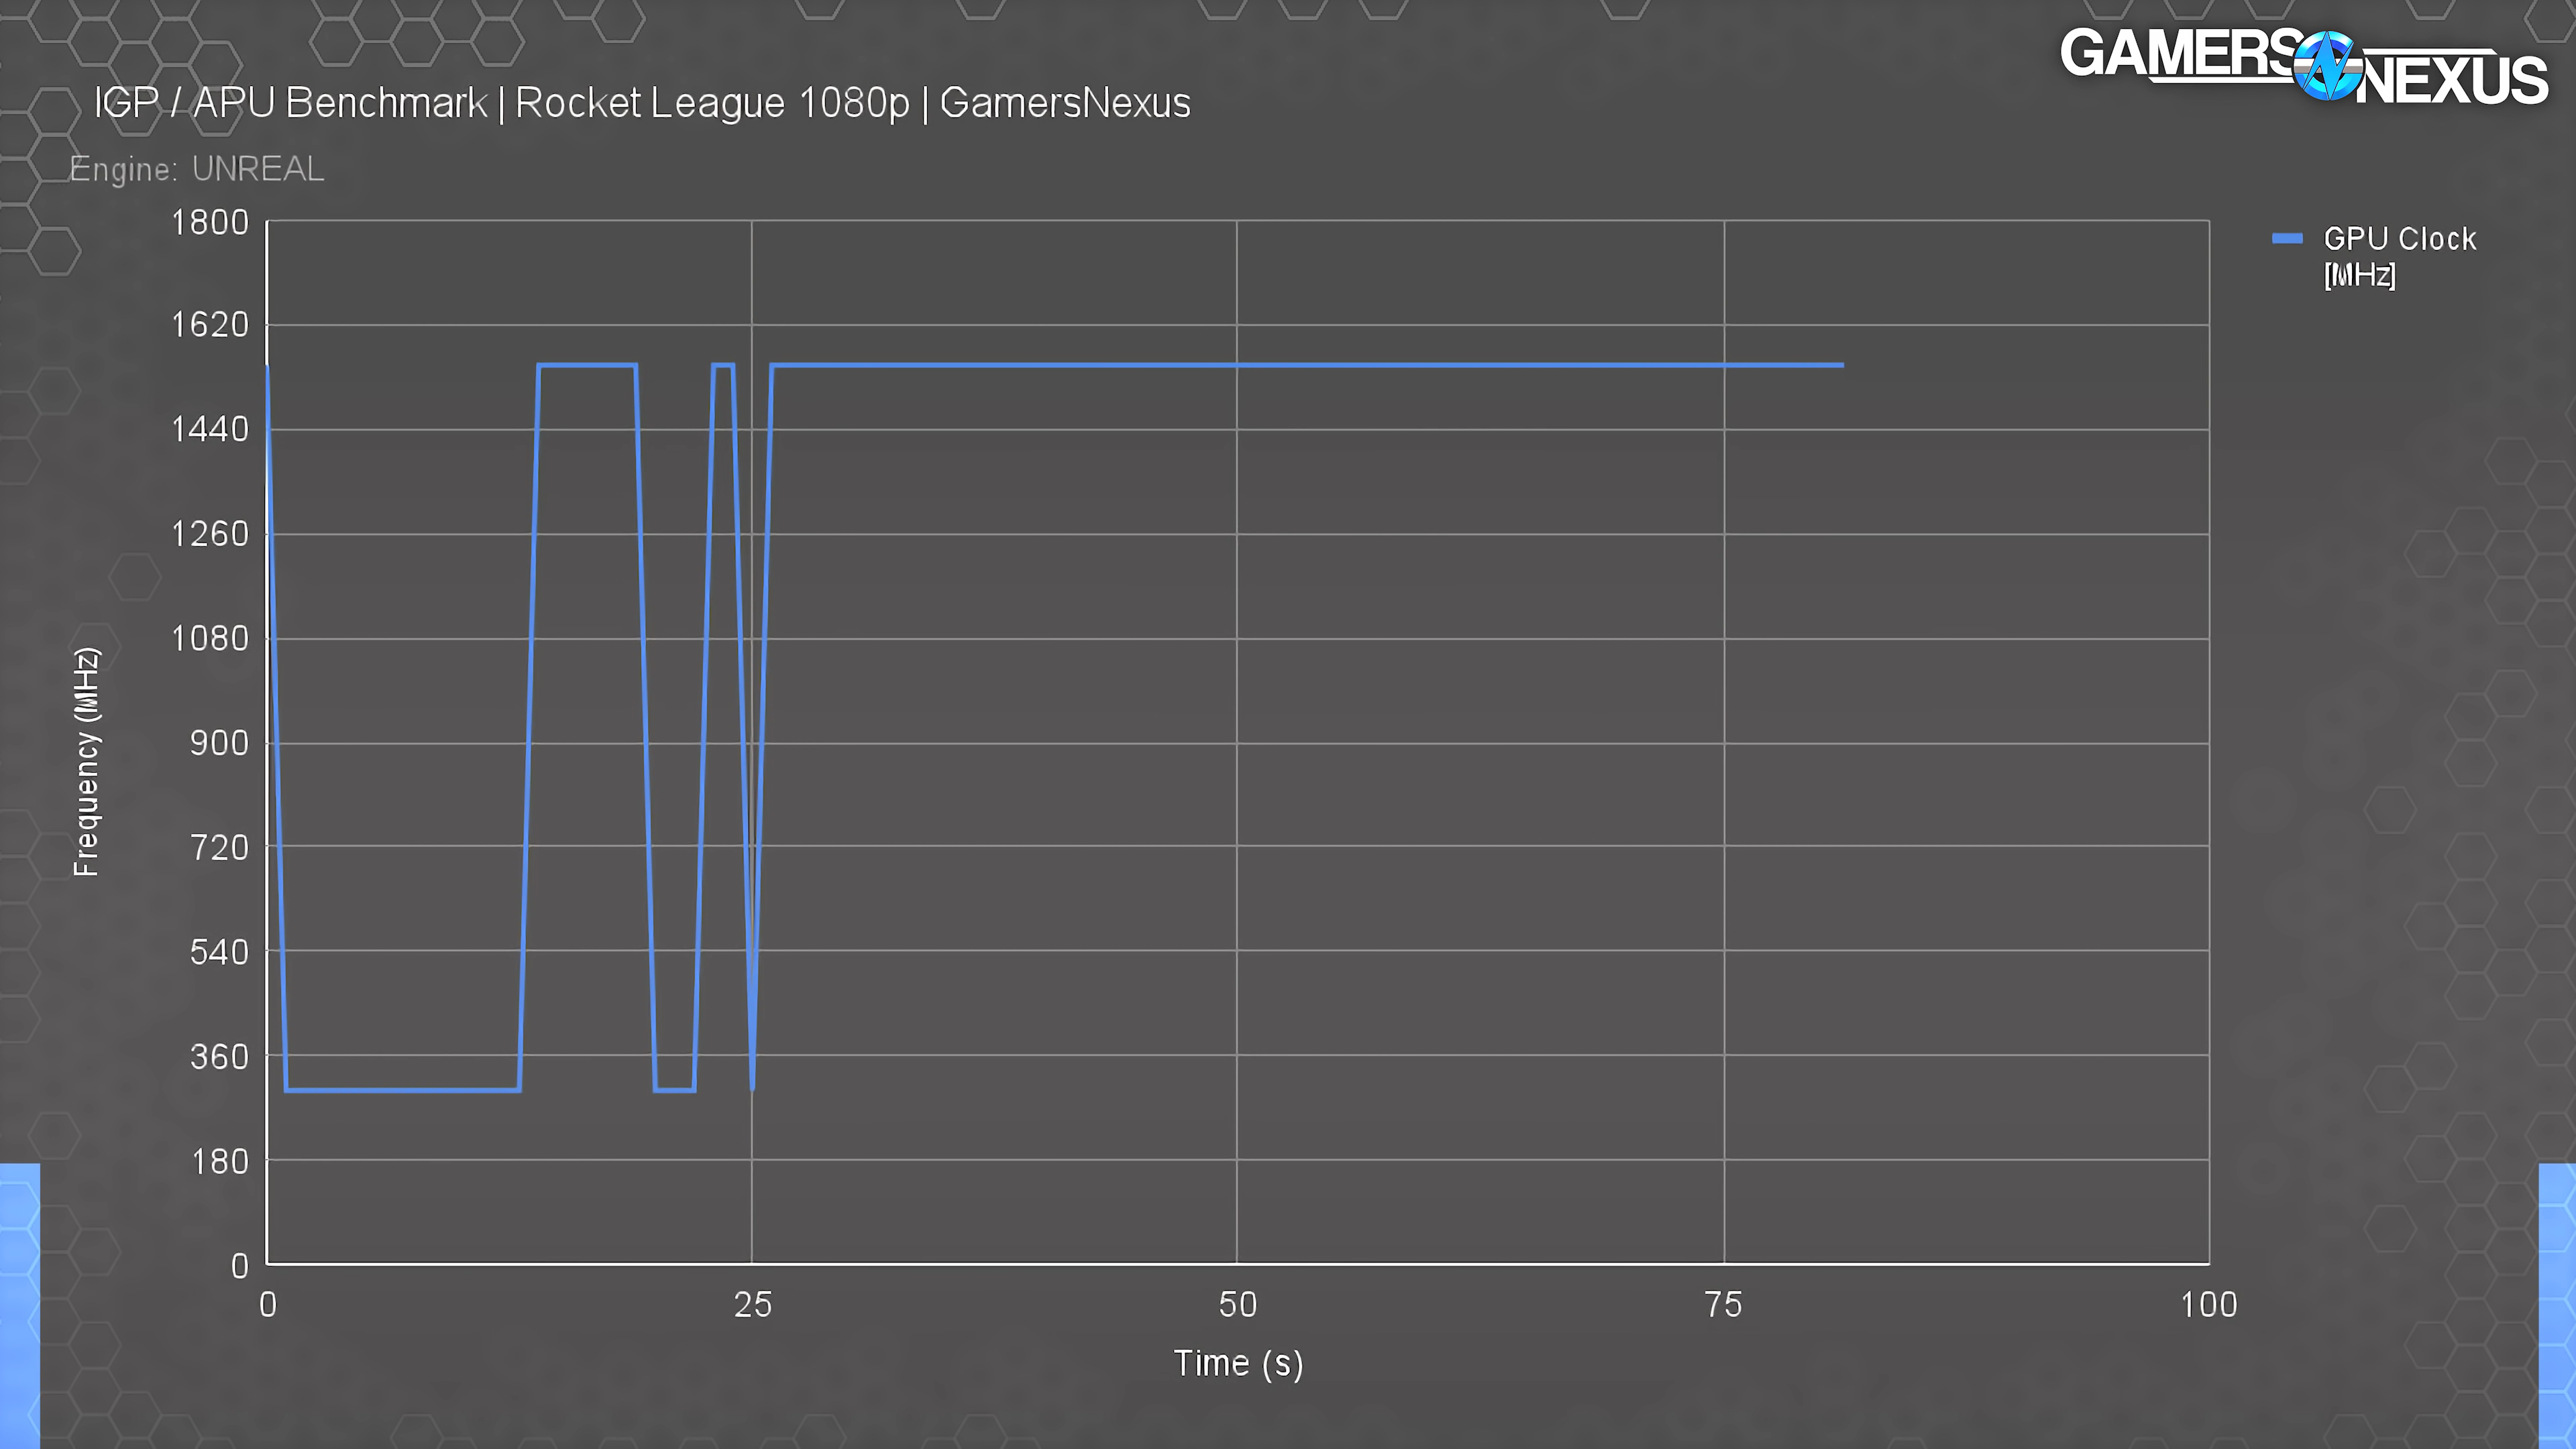 GAMERS NEXUS
IGP / APU Benchmark | Rocket League 1080p | GamersNexus
Engine: UNREAL
1800
1620
1440
1260
1080
900
720
540
360
180
0
Frequency (MHz)
GPU Clock
[MHz]
0 25 50 75 100
Time (s)